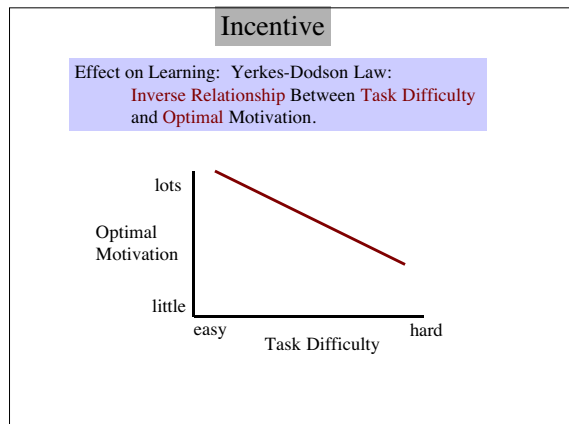 Incentive
Effect on Learning: Yerkes-Dodson Law:
Inverse Relationship Between Task Difficulty
and Optimal Motivation.
lots
Optimal
Motivation
little
easy
hard
Task Difficulty